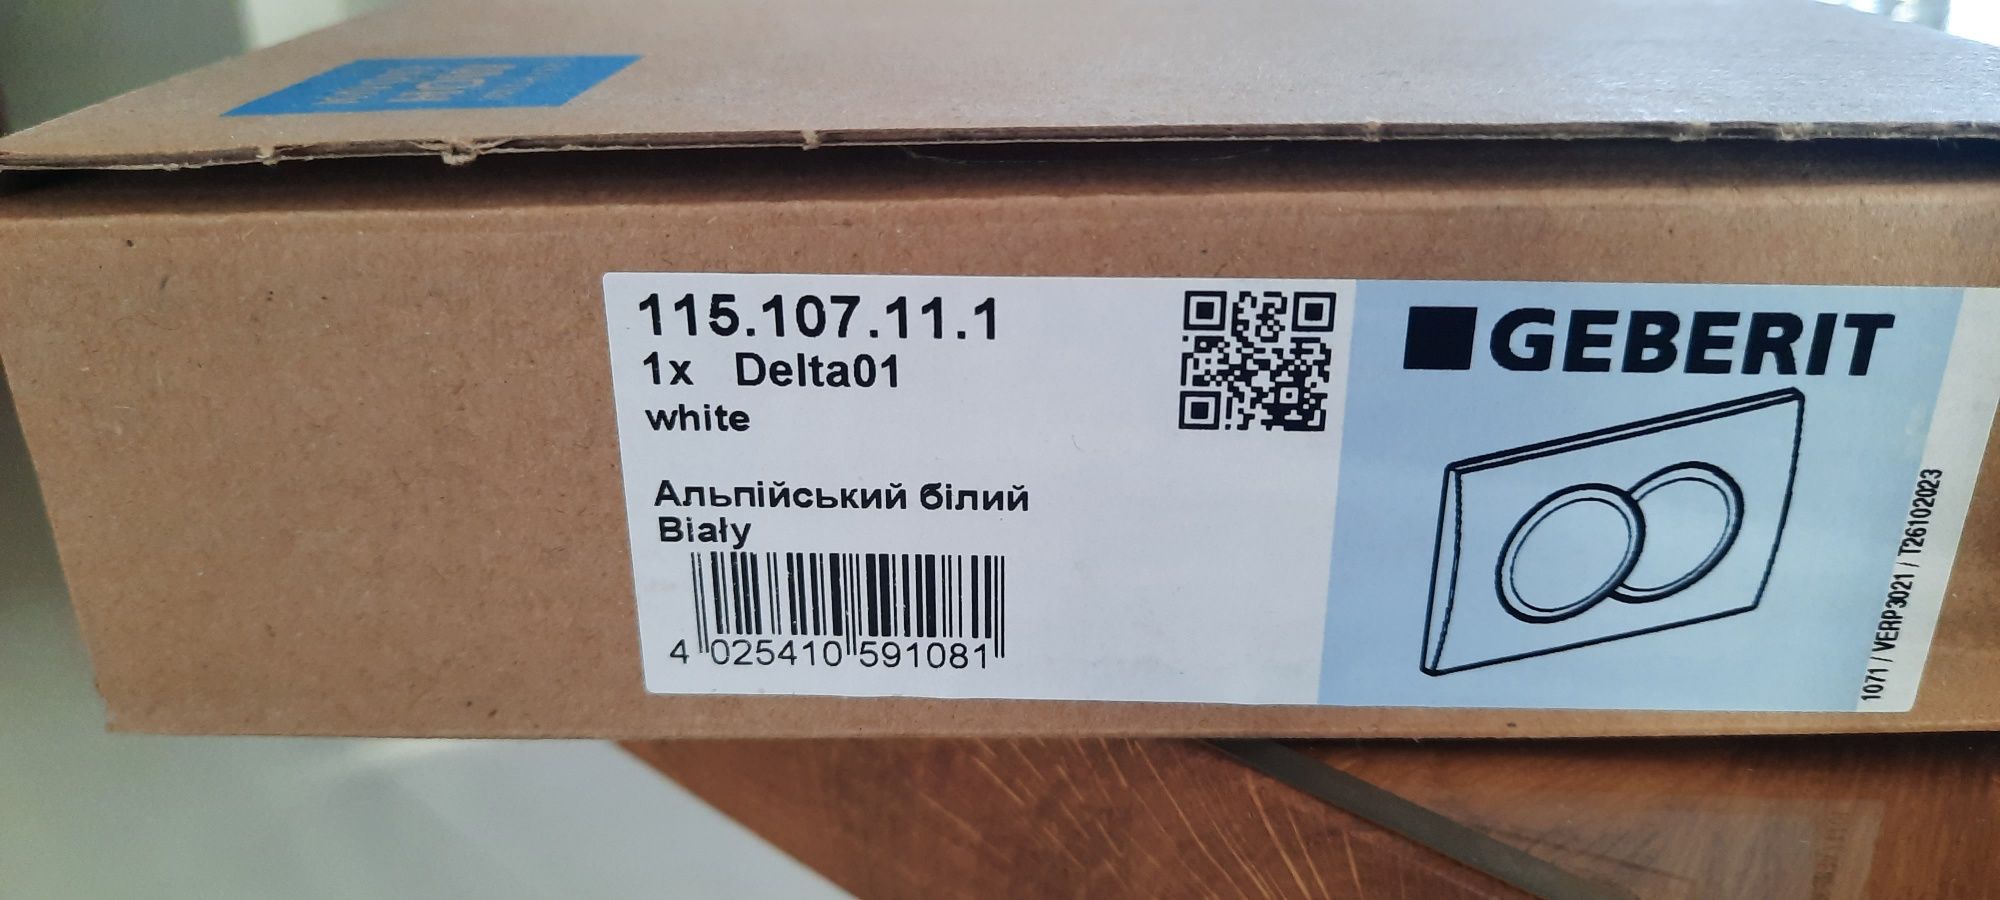 115.107.11.1
1x Delta01
white
Альпійський білий
Biały
4 025410 591081
GEBERIT
1071 / VERP3021 / T26102023